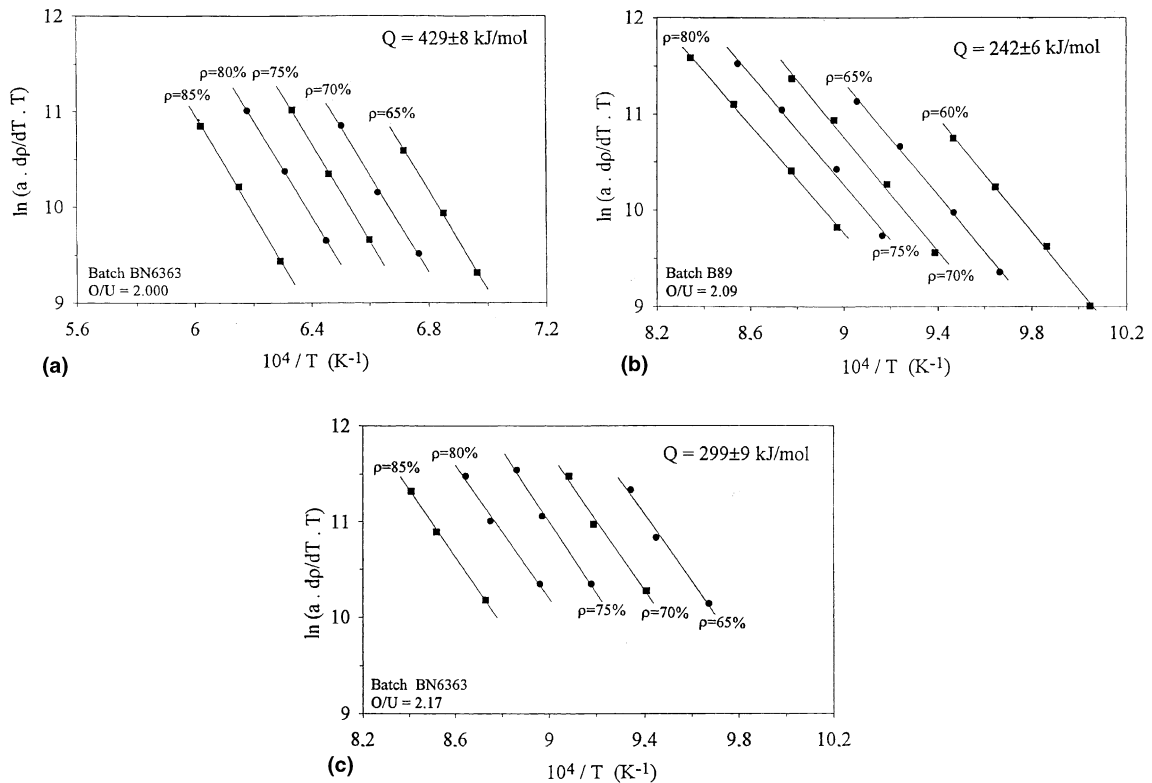 12
11
10
9
ln (a . dρ/dT . T)
Q = 429±8 kJ/mol
ρ=85%
ρ=80%
ρ=75%
ρ=70%
ρ=65%
Batch BN6363
O/U = 2.000
5.6
6
6.4
6.8
7.2
10⁴ / T (K⁻¹)
(a)
12
11
10
9
ln (a . dρ/dT . T)
Q = 242±6 kJ/mol
ρ=80%
ρ=65%
ρ=60%
ρ=75%
ρ=70%
Batch B89
O/U = 2.09
8.2
8.6
9
9.4
9.8
10.2
10⁴ / T (K⁻¹)
(b)
12
11
10
9
ln (a . dρ/dT . T)
Q = 299±9 kJ/mol
ρ=85%
ρ=80%
ρ=75%
ρ=70%
ρ=65%
Batch BN6363
O/U = 2.17
8.2
8.6
9
9.4
9.8
10.2
10⁴ / T (K⁻¹)
(c)